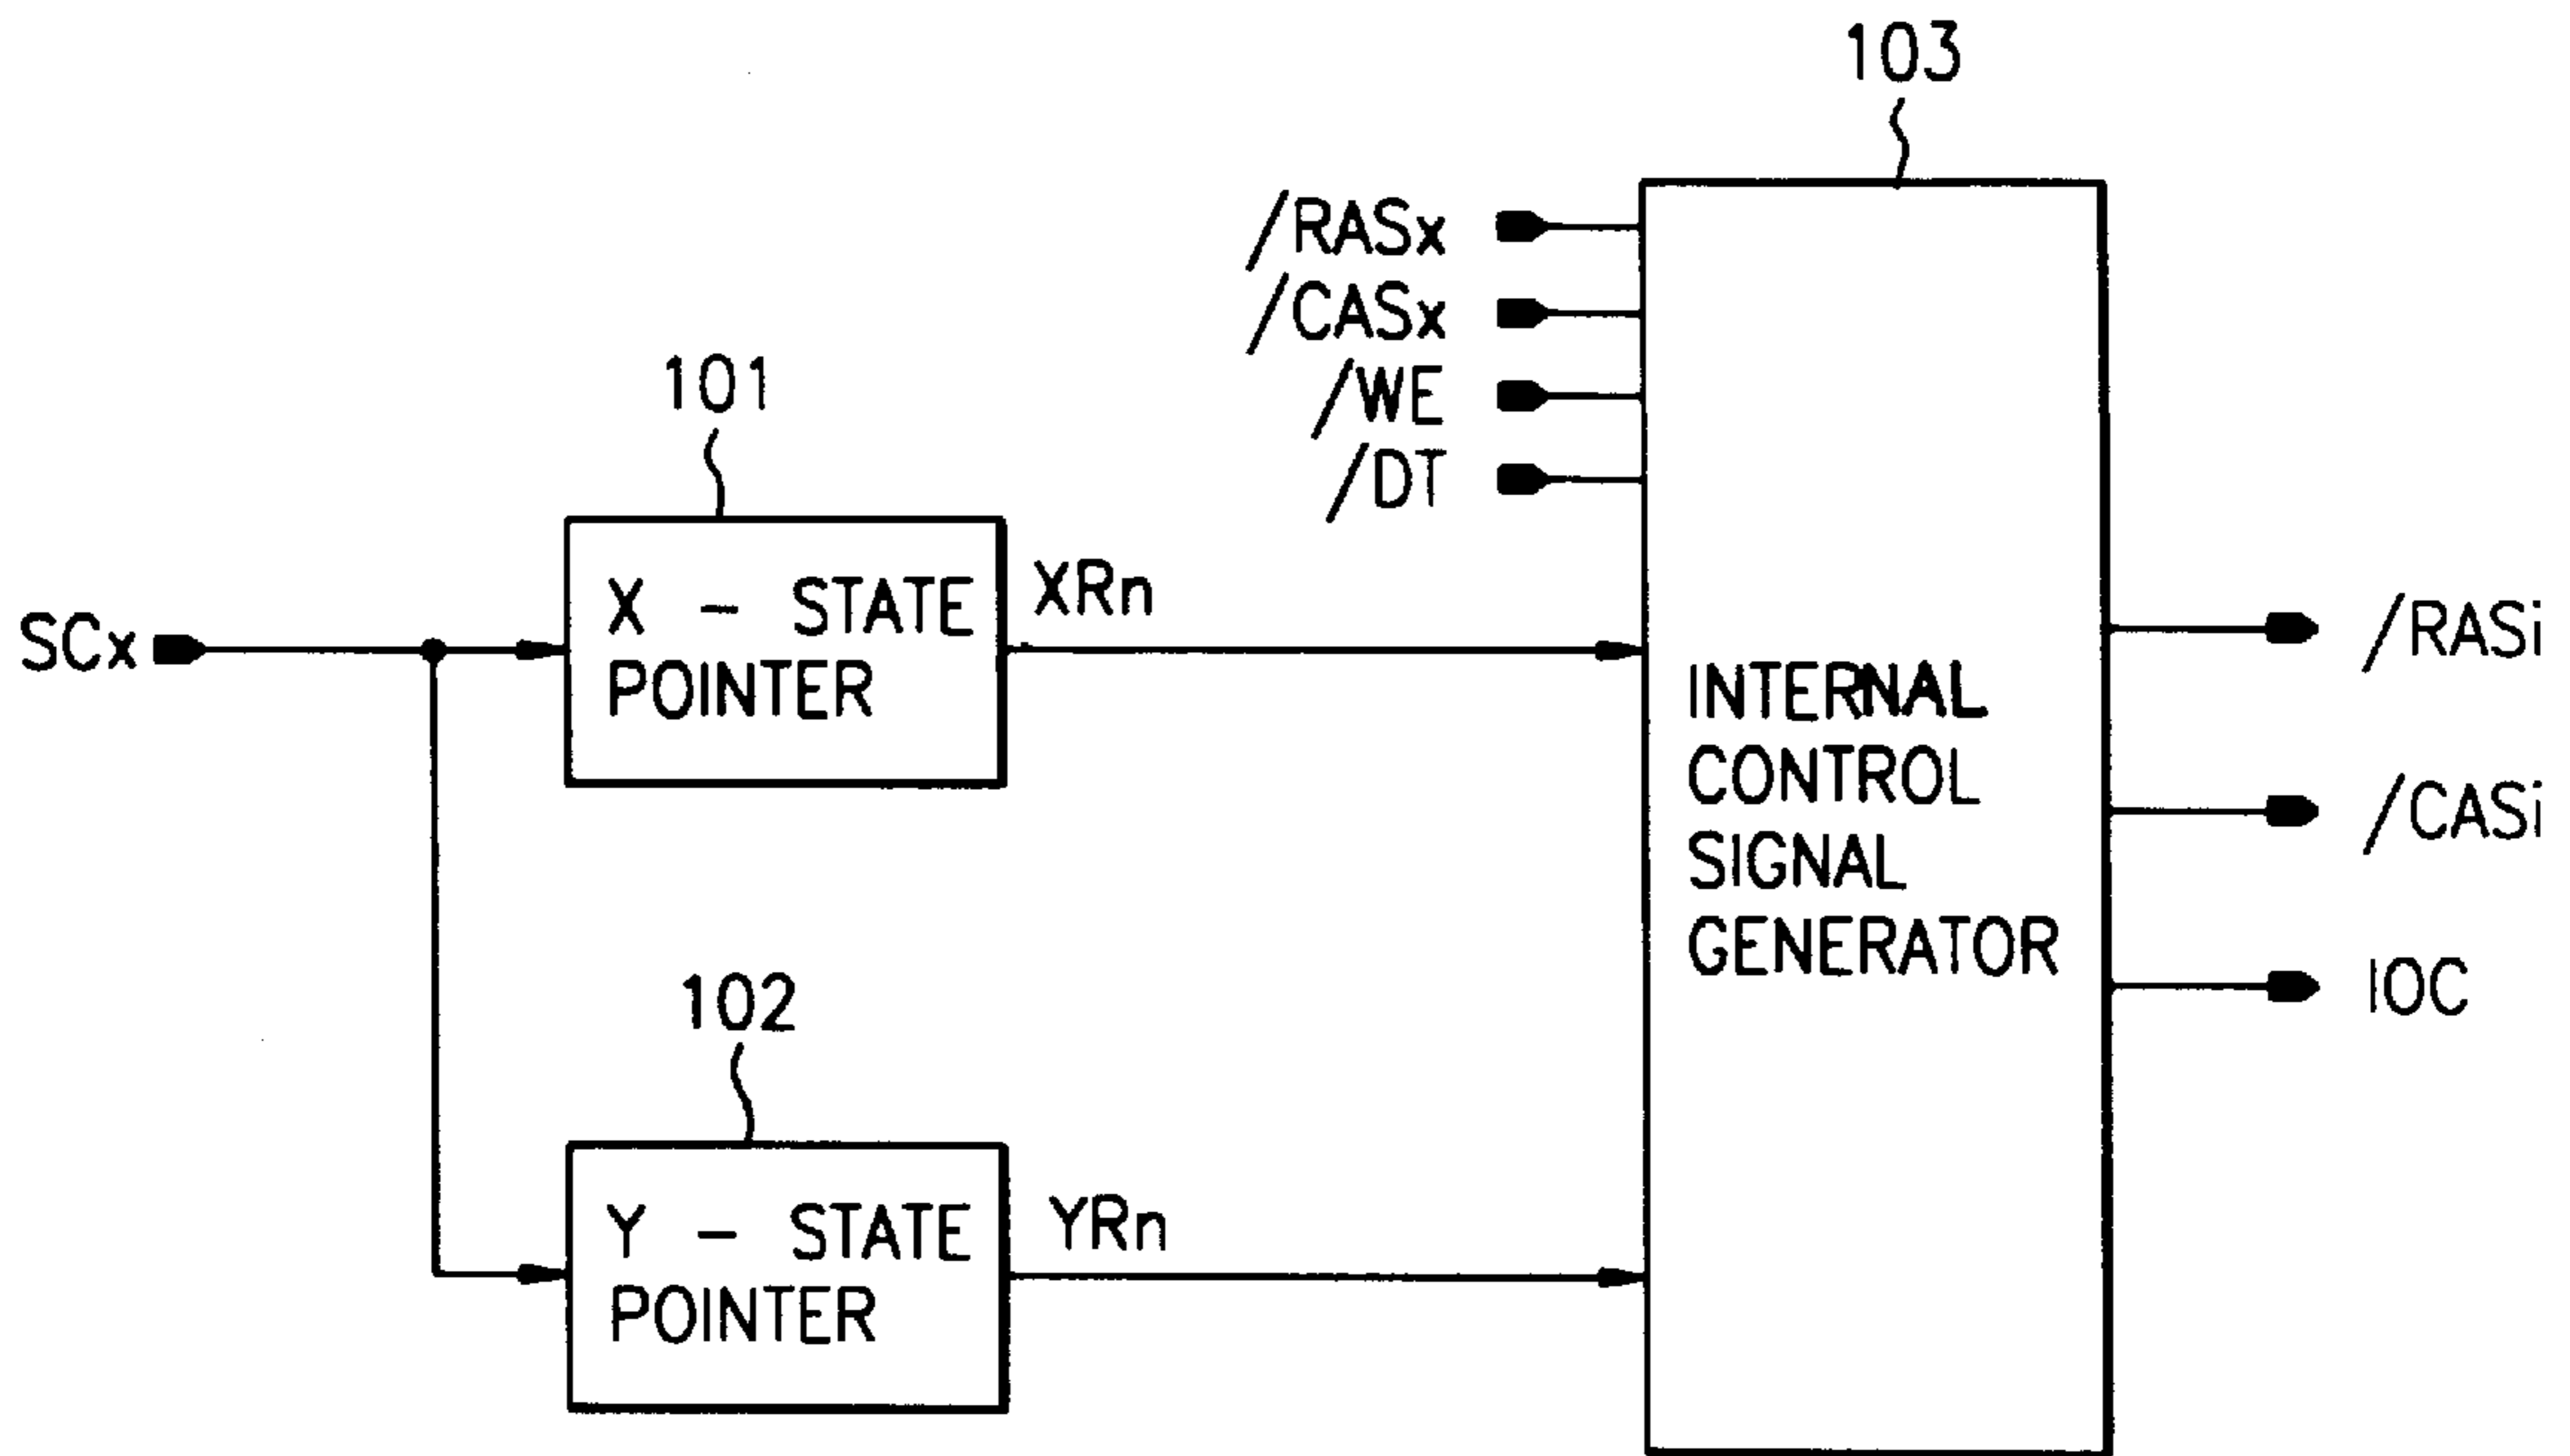 103
/RASx
/CASx
/WE
/DT
101
X - STATE
POINTER
XRn
SCx
INTERNAL
CONTROL
SIGNAL
GENERATOR
/RASi
/CASi
IOC
102
Y - STATE
POINTER
YRn